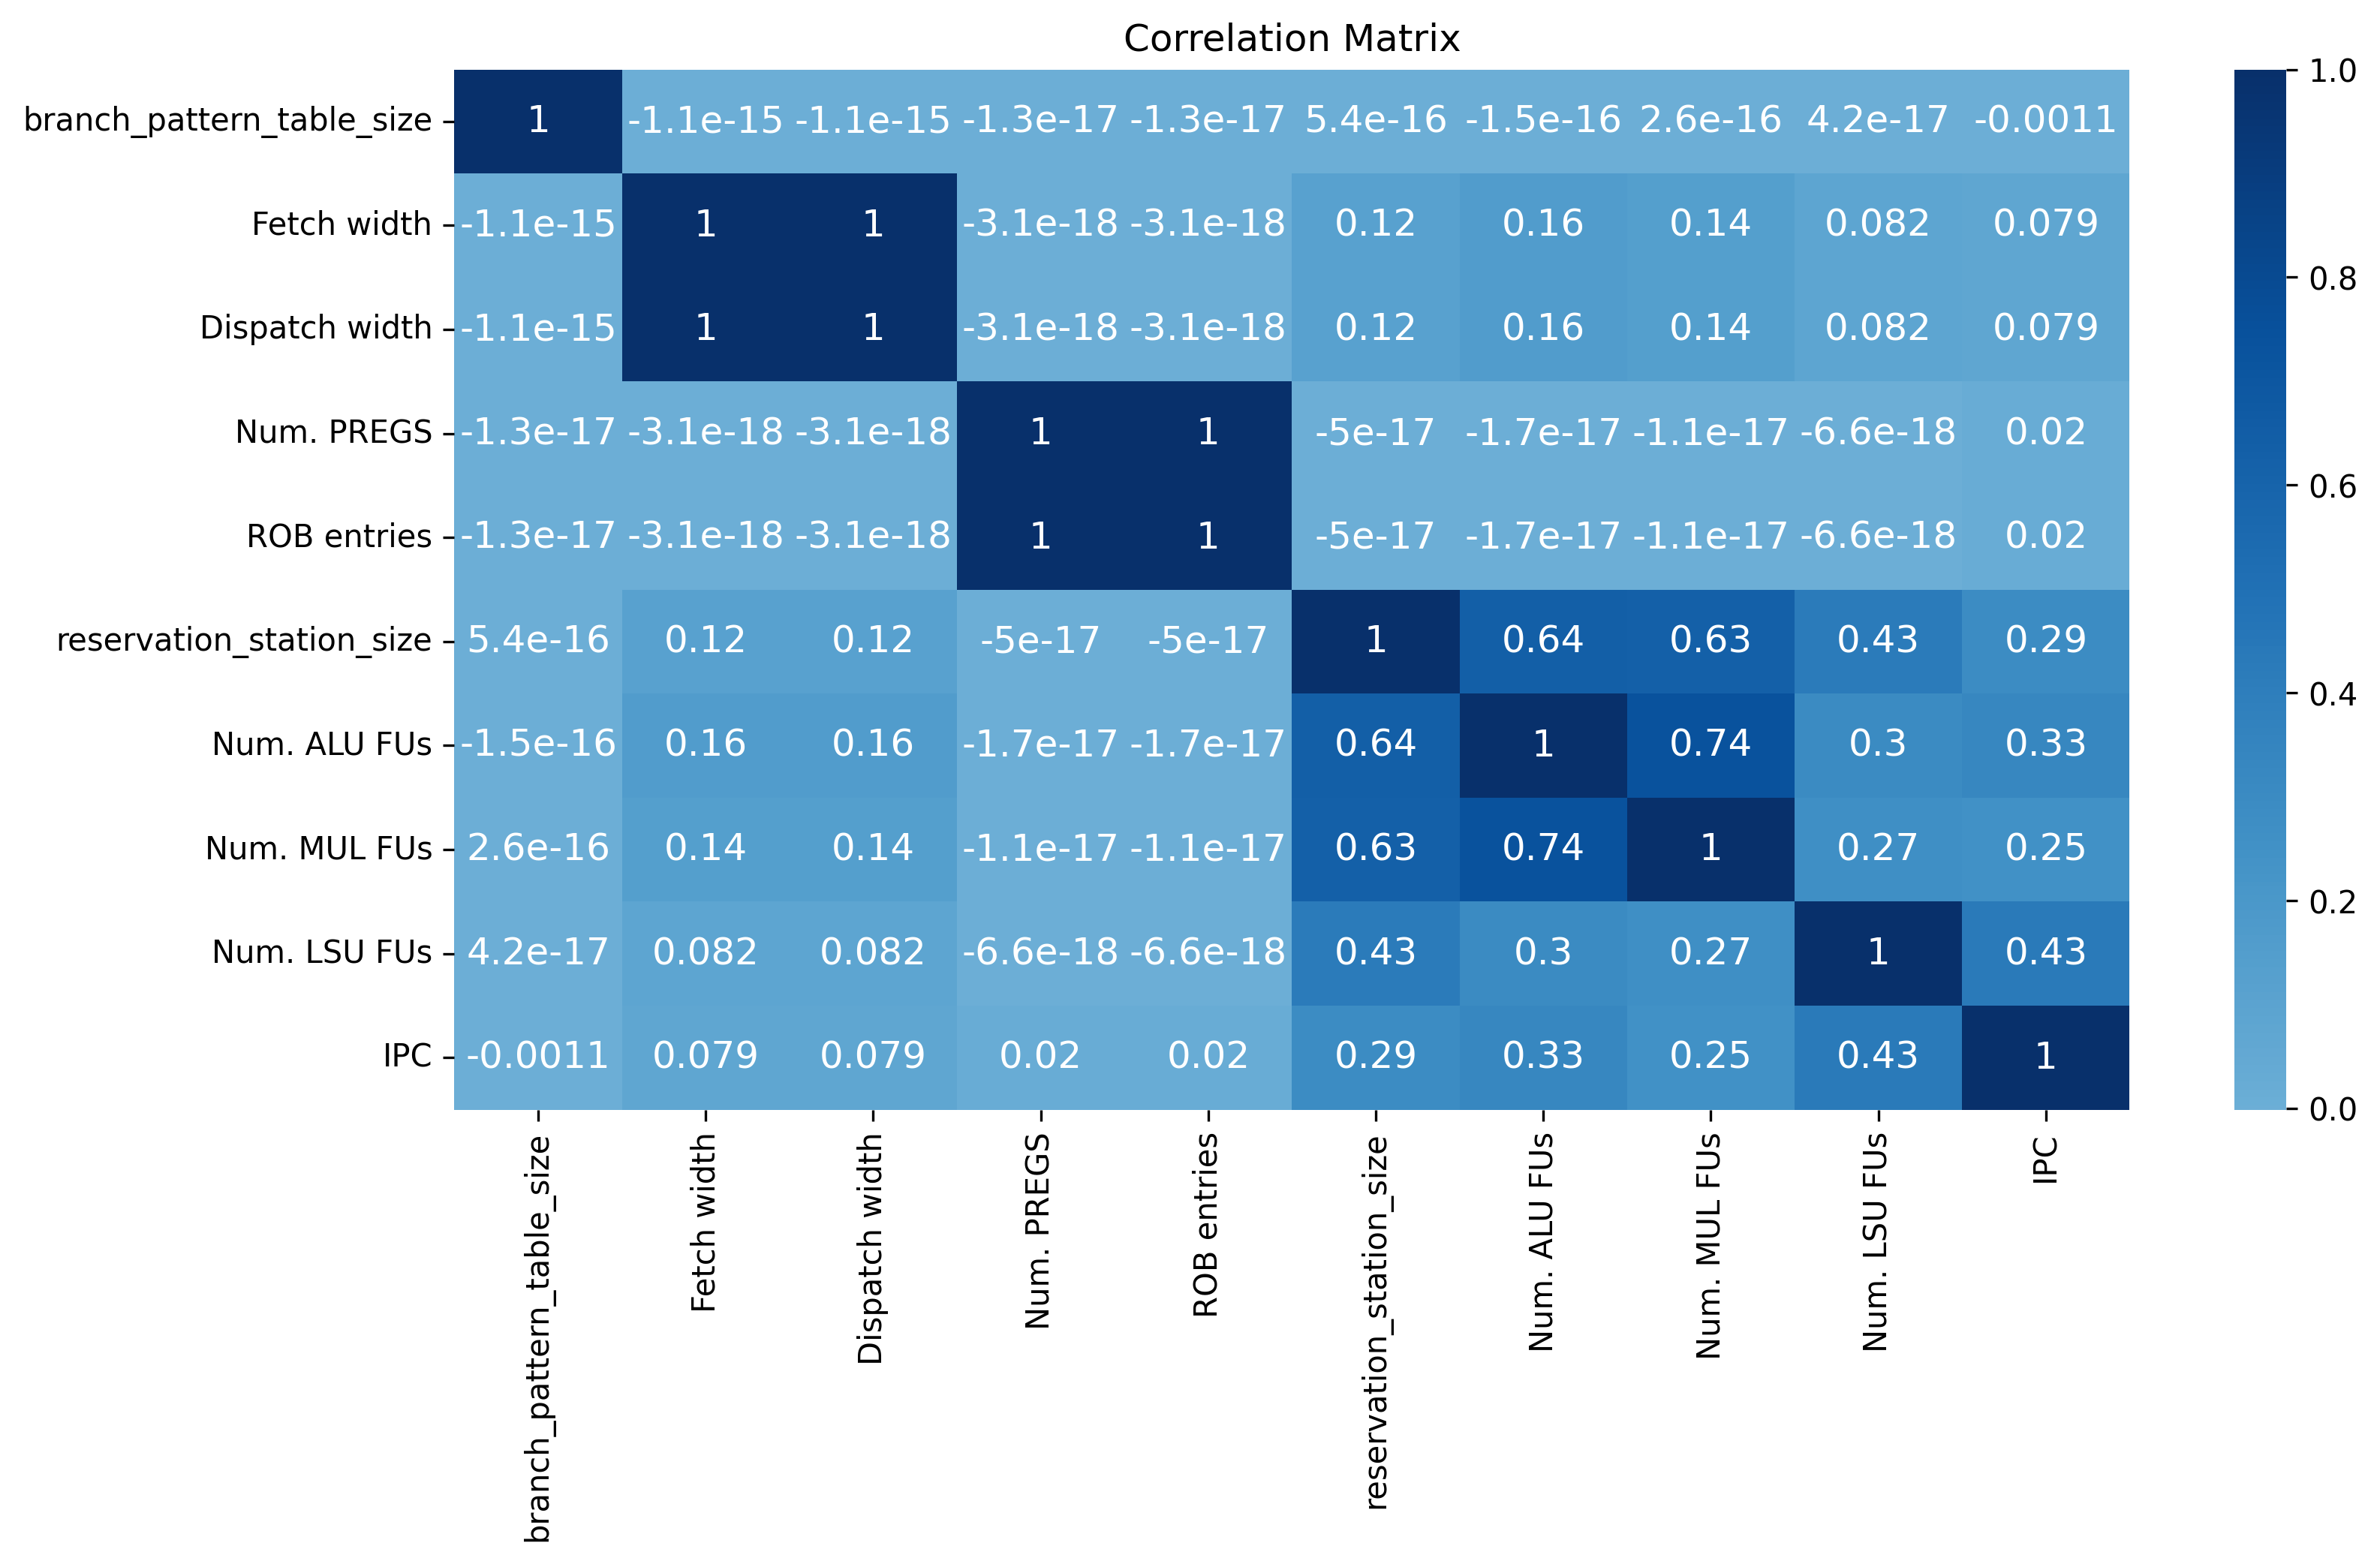 Correlation Matrix
branch_pattern_table_size 1 -1.1e-15 -1.1e-15 -1.3e-17 -1.3e-17 5.4e-16 -1.5e-16 2.6e-16 4.2e-17 -0.0011
Fetch width -1.1e-15 1 1 -3.1e-18 -3.1e-18 0.12 0.16 0.14 0.082 0.079
Dispatch width -1.1e-15 1 1 -3.1e-18 -3.1e-18 0.12 0.16 0.14 0.082 0.079
Num. PREGS -1.3e-17 -3.1e-18 -3.1e-18 1 1 -5e-17 -1.7e-17 -1.1e-17 -6.6e-18 0.02
ROB entries -1.3e-17 -3.1e-18 -3.1e-18 1 1 -5e-17 -1.7e-17 -1.1e-17 -6.6e-18 0.02
reservation_station_size 5.4e-16 0.12 0.12 -5e-17 -5e-17 1 0.64 0.63 0.43 0.29
Num. ALU FUs -1.5e-16 0.16 0.16 -1.7e-17 -1.7e-17 0.64 1 0.74 0.3 0.33
Num. MUL FUs 2.6e-16 0.14 0.14 -1.1e-17 -1.1e-17 0.63 0.74 1 0.27 0.25
Num. LSU FUs 4.2e-17 0.082 0.082 -6.6e-18 -6.6e-18 0.43 0.3 0.27 1 0.43
IPC -0.0011 0.079 0.079 0.02 0.02 0.29 0.33 0.25 0.43 1
branch_pattern_table_size
Fetch width
Dispatch width
Num. PREGS
ROB entries
reservation_station_size
Num. ALU FUs
Num. MUL FUs
Num. LSU FUs
IPC
1.0
0.8
0.6
0.4
0.2
0.0